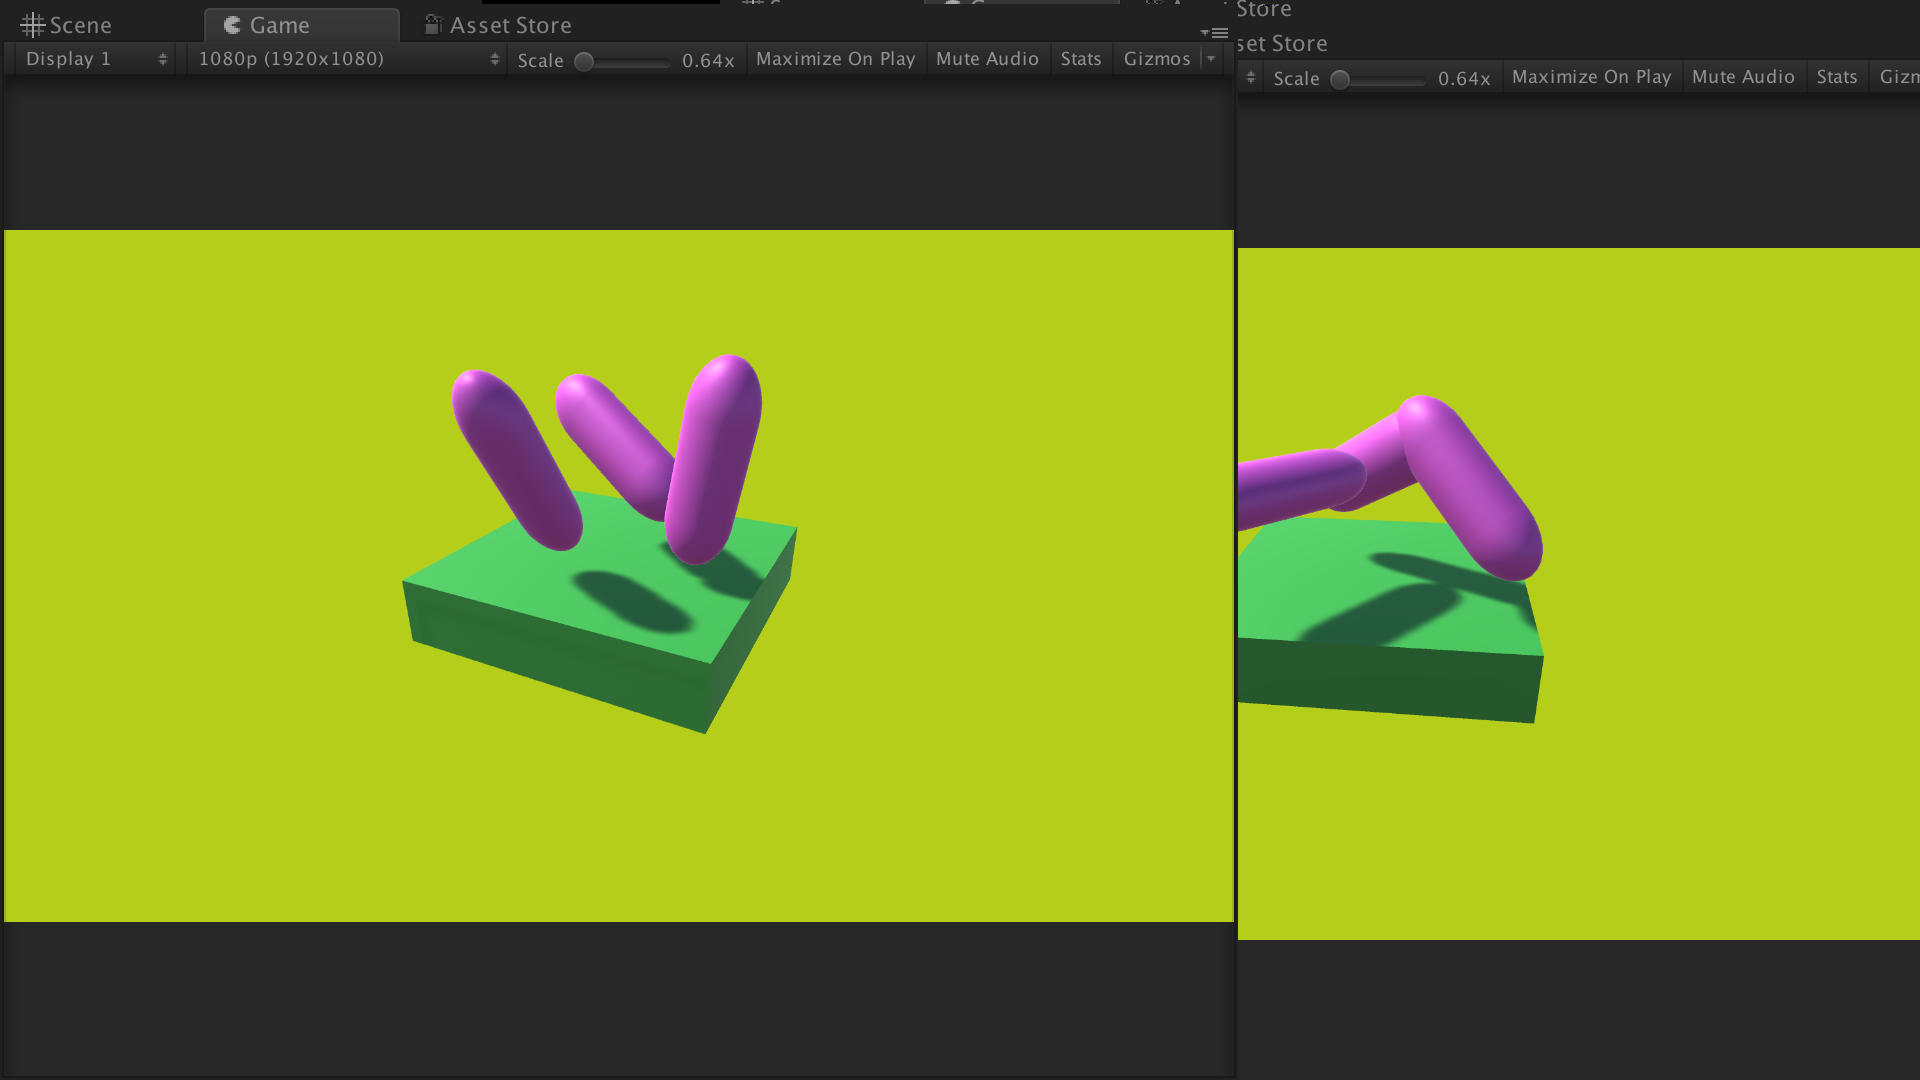 Scene Game Asset Store
Display 1 1080p (1920x1080) Scale 0.64x Maximize On Play Mute Audio Stats Gizmos
Store
set Store
Scale 0.64x Maximize On Play Mute Audio Stats Gizm